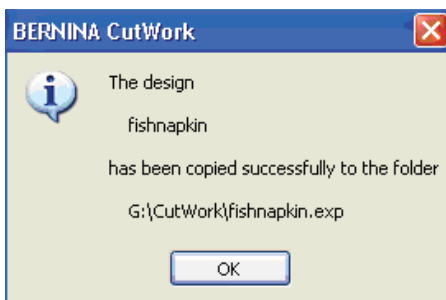 BERNINA CutWork
The design
fishnapkin
has been copied successfully to the folder
G:\CutWork\fishnapkin.exp
OK